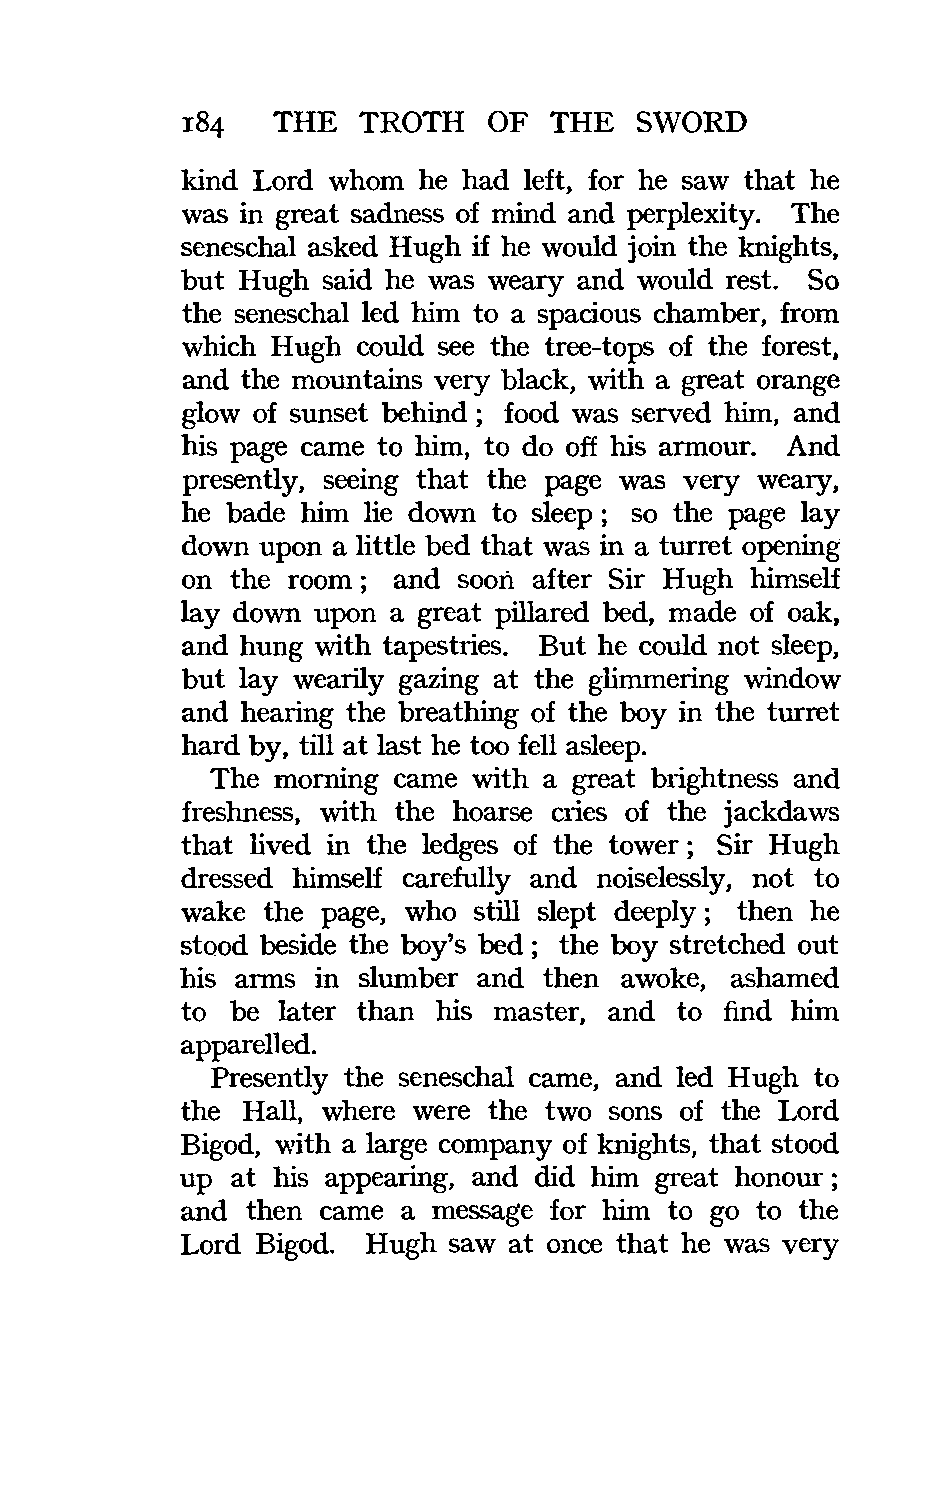 184 THE TROTH OF THE SWORD
kind Lord whom he had left, for he saw that he
was in great sadness of mind and perplexity. The
seneschal asked Hugh if he would join the knights,
but Hugh said he was weary and would rest. So
the seneschal led him to a spacious chamber, from
which Hugh could see the tree-tops of the forest,
and the mountains very black, with a great orange
glow of sunset behind ; food was served him, and
his page came to him, to do off his armour. And
presently, seeing that the page was very weary,
he bade him lie down to sleep ; so the page lay
down upon a little bed that was in a turret opening
on the room ; and soon after Sir Hugh himself
lay down upon a great pillared bed, made of oak,
and hung with tapestries. But he could not sleep,
but lay wearily gazing at the glimmering window
and hearing the breathing of the boy in the turret
hard by, till at last he too fell asleep.
The morning came with a great brightness and
freshness, with the hoarse cries of the jackdaws
that lived in the ledges of the tower ; Sir Hugh
dressed himself carefully and noiselessly, not to
wake the page, who still slept deeply ; then he
stood beside the boy's bed ; the boy stretched out
his arms in slumber and then awoke, ashamed
to be later than his master, and to find him
apparelled.
Presently the seneschal came, and led Hugh to
the Hall, where were the two sons of the Lord
Bigod, with a large company of knights, that stood
up at his appearing, and did him great honour ;
and then came a message for him to go to the
Lord Bigod. Hugh saw at once that he was very